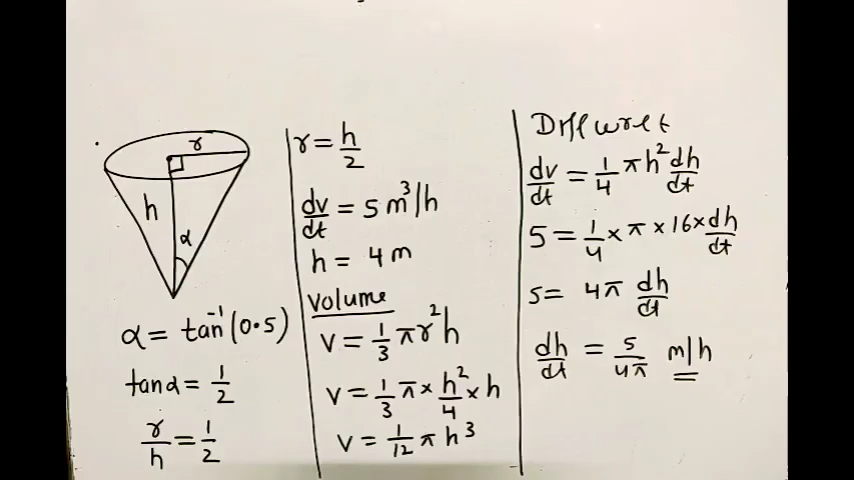 r
h
α
α = tan⁻¹(0.5)
tanα = 1/2
r/h = 1/2
r = h/2
dv/dt = 5 m³/h
h = 4 m
Volume
V = 1/3 πr²h
V = 1/3 π × h²/4 × h
V = 1/12 π h³
Diff w.r.t
dv/dt = 1/4 πh² dh/dt
5 = 1/4 × π × 16 × dh/dt
5 = 4π dh/dt
dh/dt = 5/4π m/h